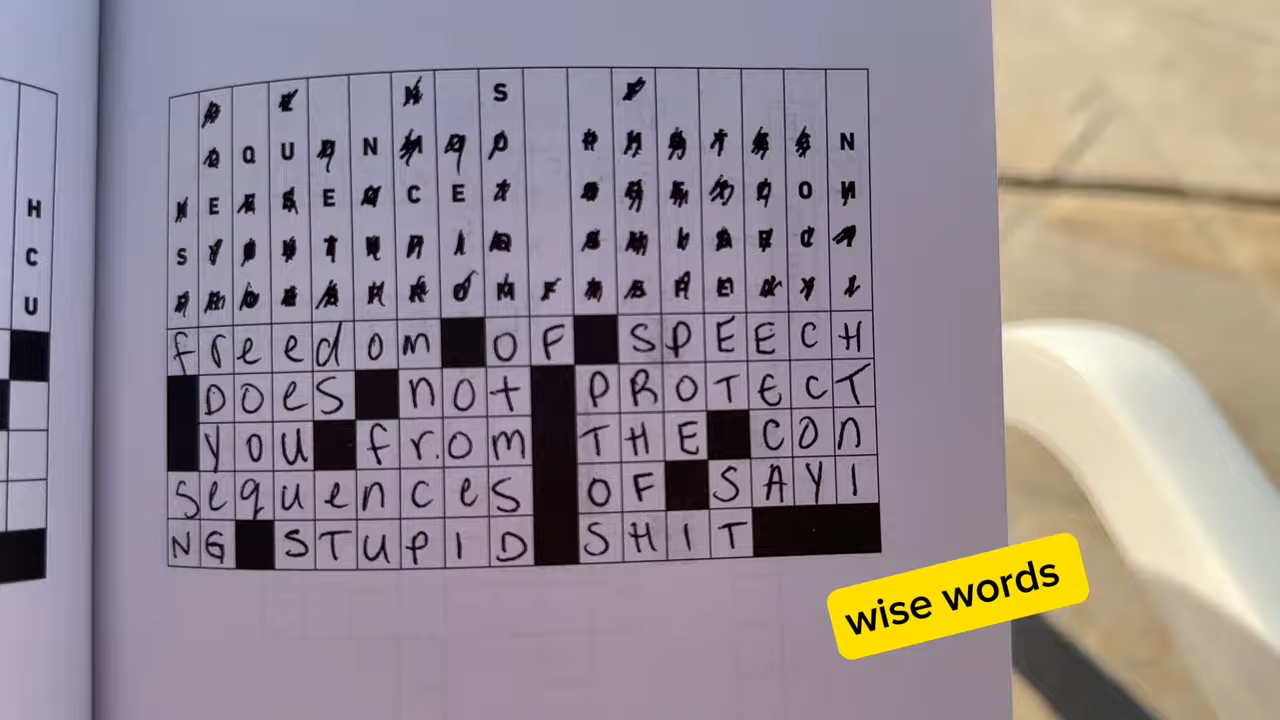 S
Q U N N
H E E C E O
C S
U
freedom OF SPEECH
DOES not PROTECT
YOU from THE CON
sequences OF SAYI
NG STUPID SHIT
wise words